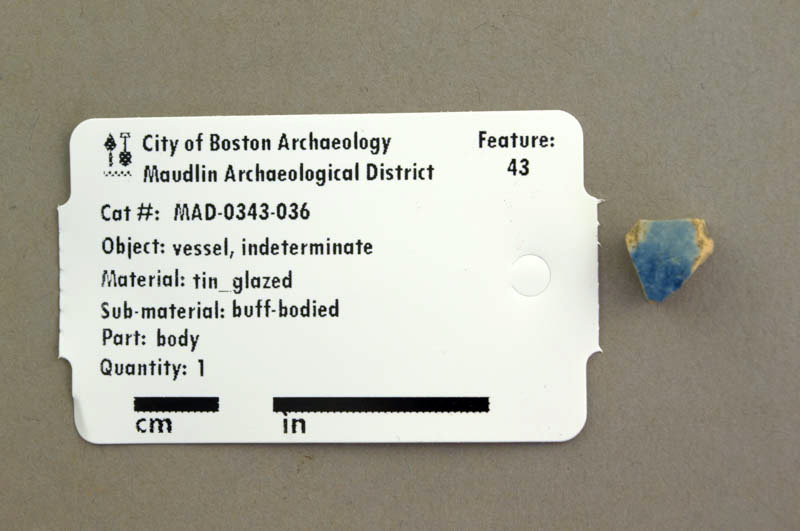 City of Boston Archaeology
Maudlin Archaeological District
Feature:
43
Cat #: MAD-0343-036
Object: vessel, indeterminate
Material: tin_glazed
Sub-material: buff-bodied
Part: body
Quantity: 1
cm in